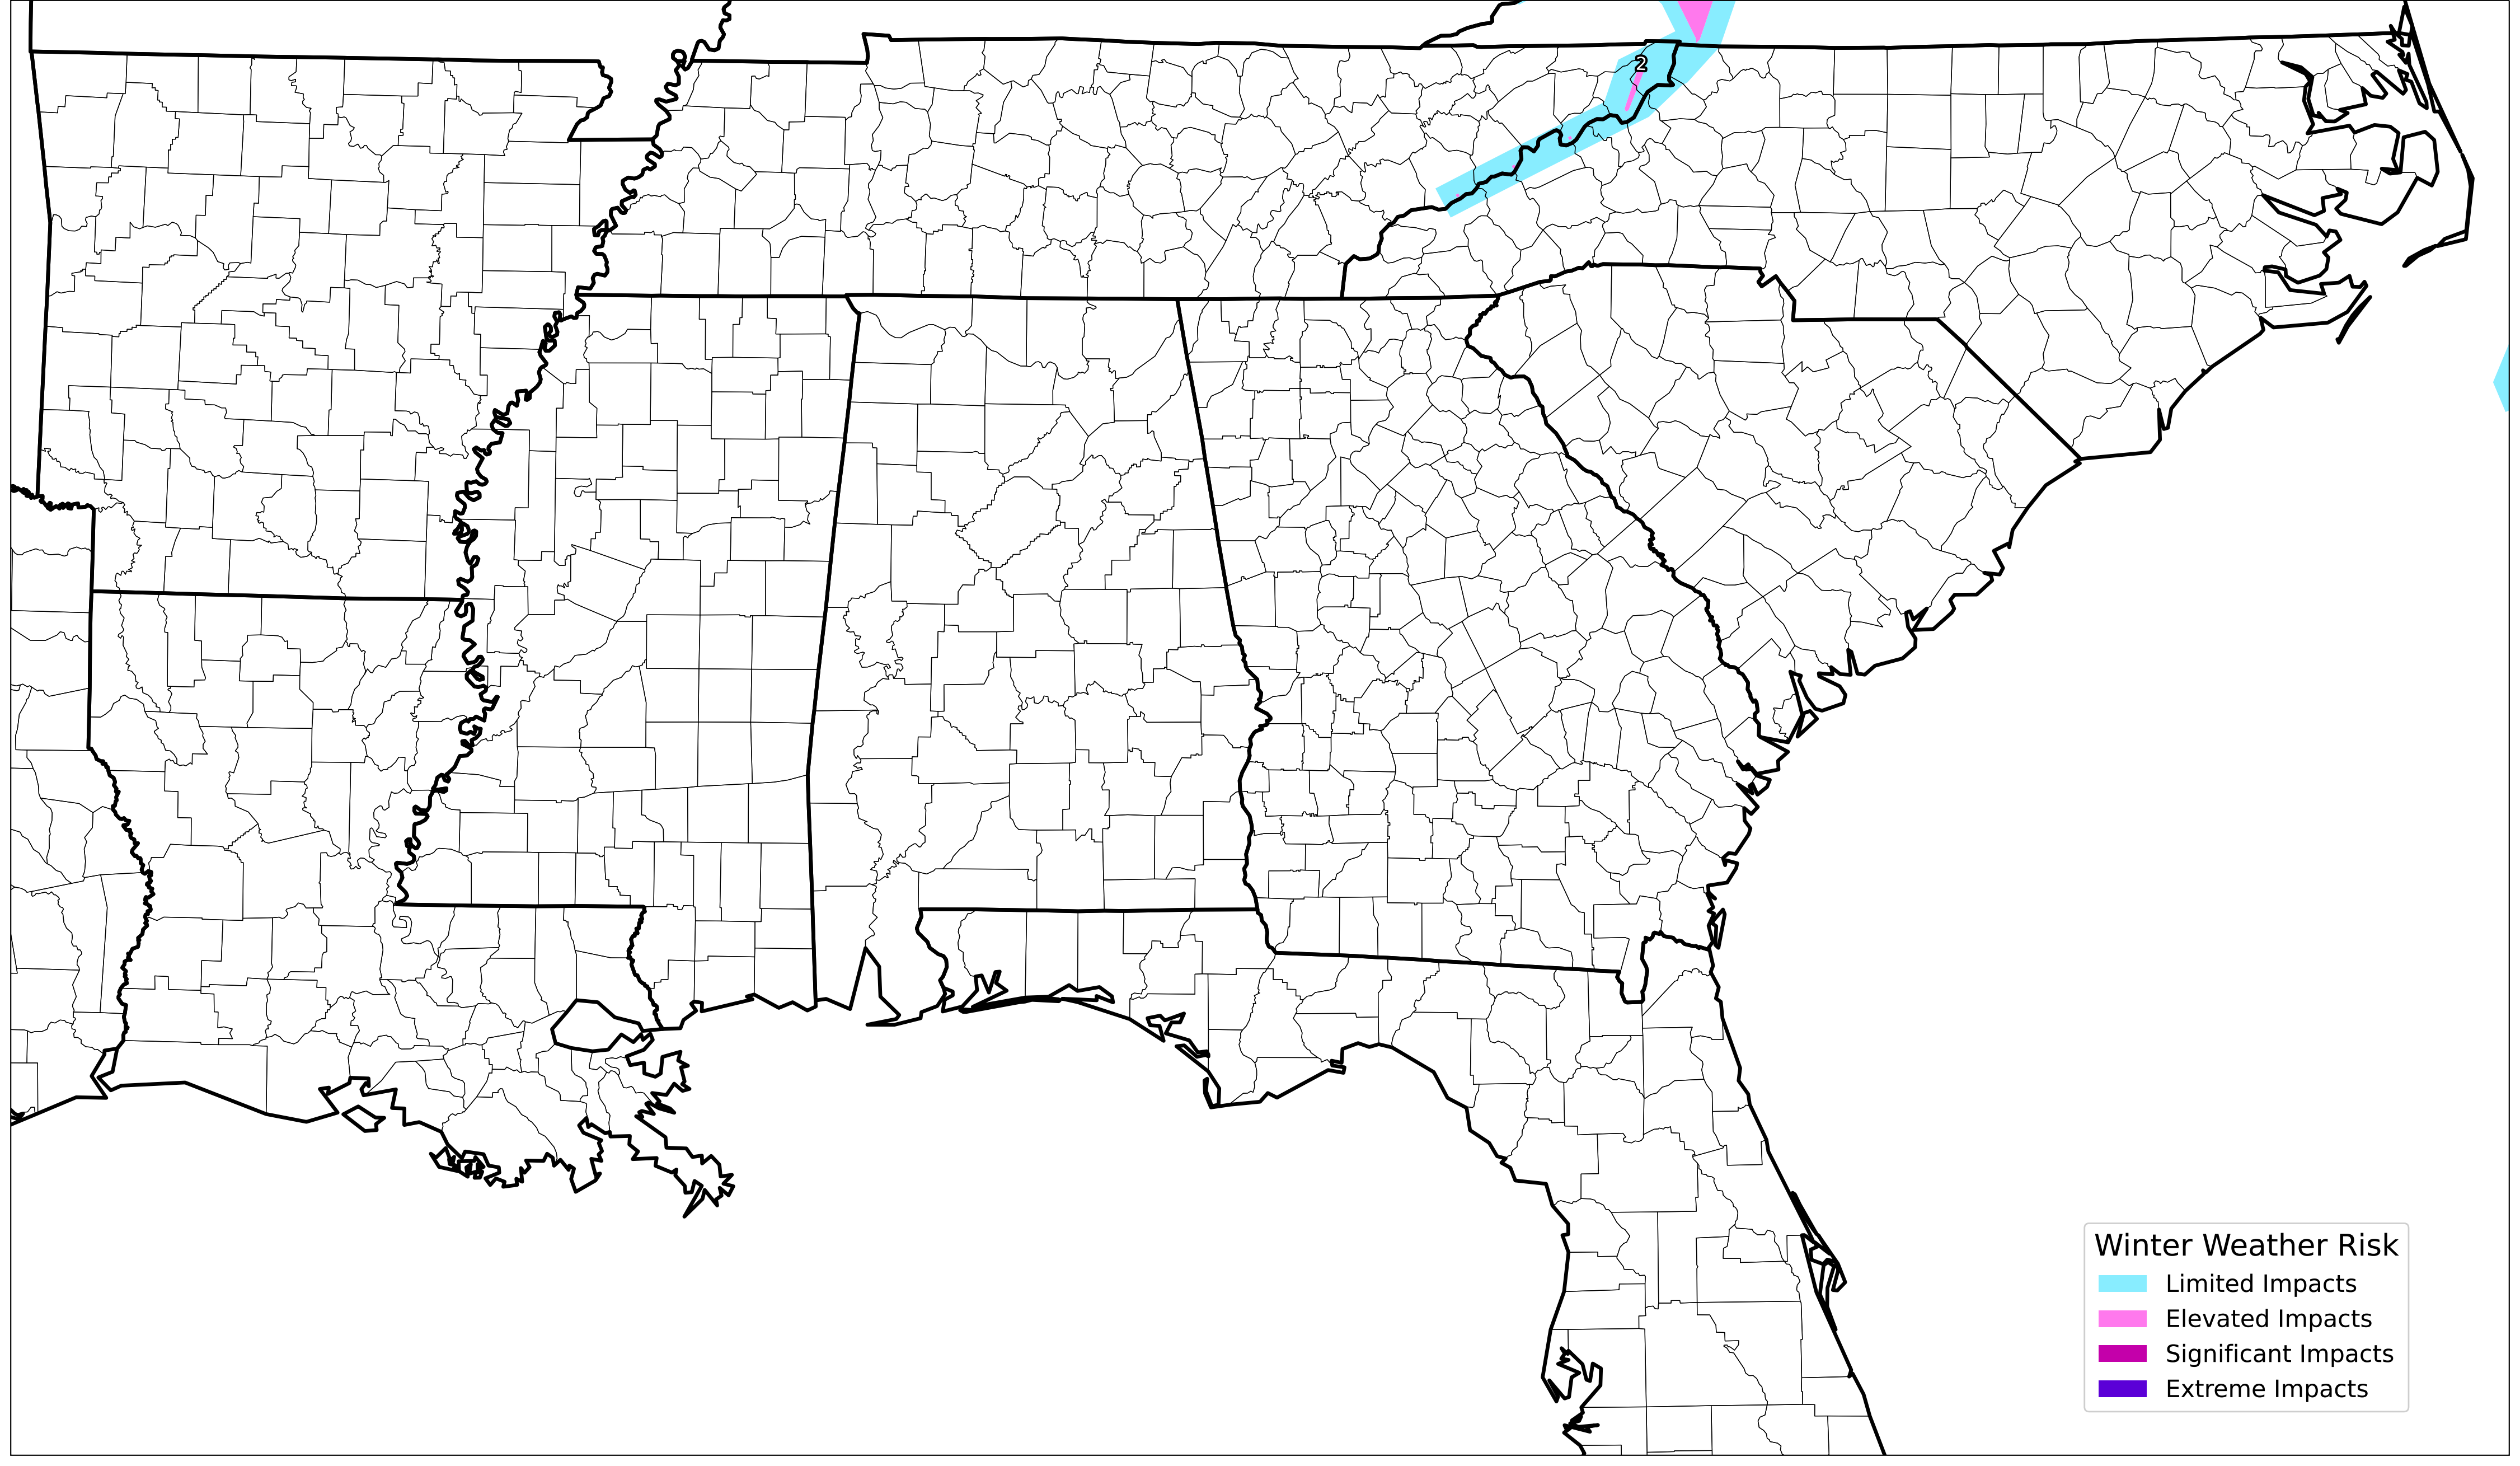 2
Winter Weather Risk
Limited Impacts
Elevated Impacts
Significant Impacts
Extreme Impacts